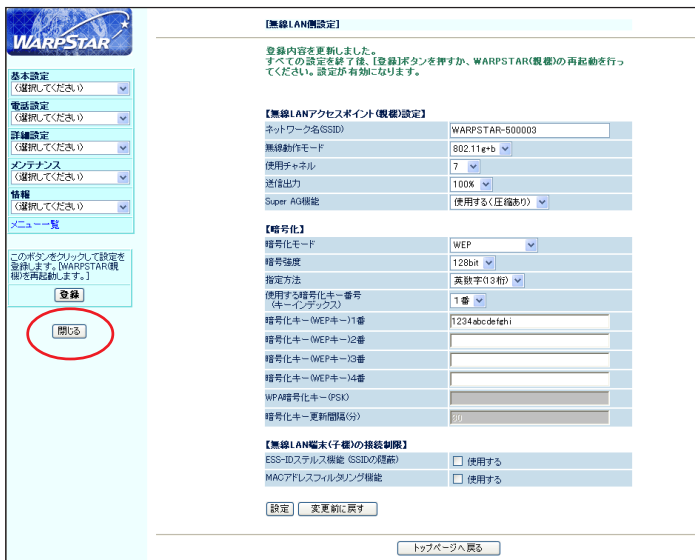 WARPSTAR
基本設定
(選択してください)
電話設定
(選択してください)
詳細設定
(選択してください)
メンテナンス
(選択してください)
情報
(選択してください)
メニュー一覧
このボタンをクリックして設定を
登録します。[WARPSTAR(親
機)を再起動します。]
登録
閉じる
【無線LAN側設定】
登録内容を更新しました。
すべての設定を終了後、[登録]ボタンを押すか、WARPSTAR(親機)の再起動を行っ
てください。設定が有効になります。
【無線LANアクセスポイント(親機)設定】
ネットワーク名(SSID) WARPSTAR-500003
無線動作モード 802.11g+b
使用チャネル 7
送信出力 100%
Super AG機能 使用する(圧縮あり)
【暗号化】
暗号化モード WEP
暗号強度 128bit
指定方法 英数字(13桁)
使用する暗号化キー番号
(キーインデックス) 1番
暗号化キー(WEPキー)1番 1234abcdefghi
暗号化キー(WEPキー)2番
暗号化キー(WEPキー)3番
暗号化キー(WEPキー)4番
WPA暗号化キー(PSK)
暗号化キー更新間隔(分) 30
【無線LAN端末(子機)の接続制限】
ESS-IDステルス機能 (SSIDの隠蔽) 使用する
MACアドレスフィルタリング機能 使用する
設定 変更前に戻す
トップページへ戻る